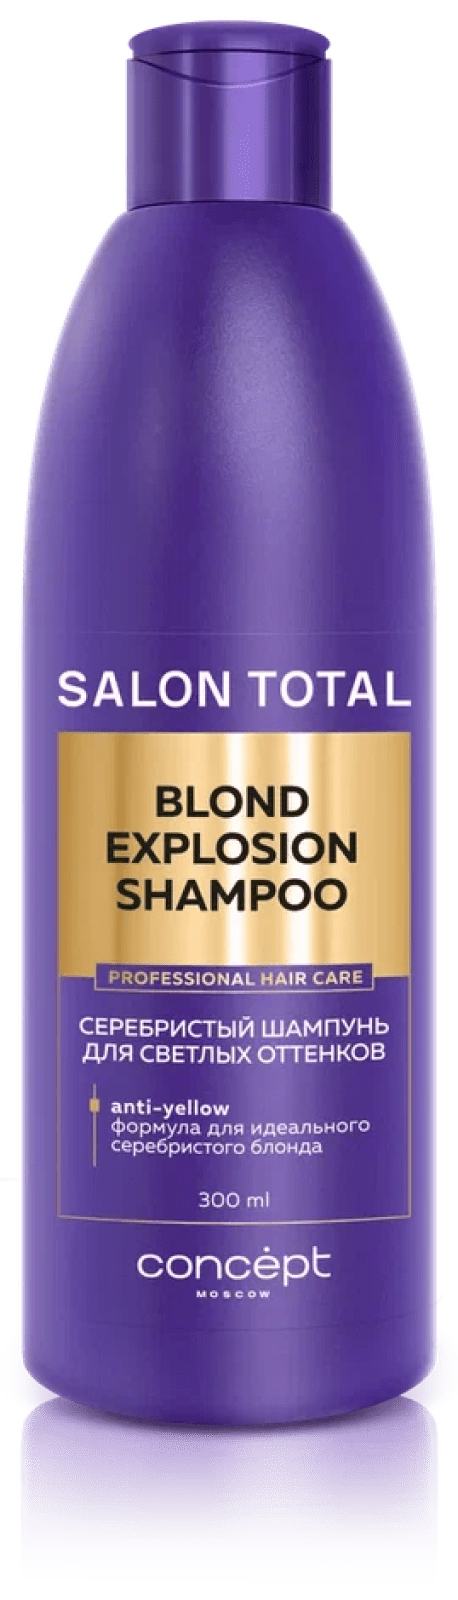 SALON TOTAL
BLOND
EXPLOSION
SHAMPOO
PROFESSIONAL HAIR CARE
СЕРЕБРИСТЫЙ ШАМПУНЬ
ДЛЯ СВЕТЛЫХ ОТТЕНКОВ
anti-yellow
формула для идеального
серебристого блонда
300 ml
concėpt
MOSCOW